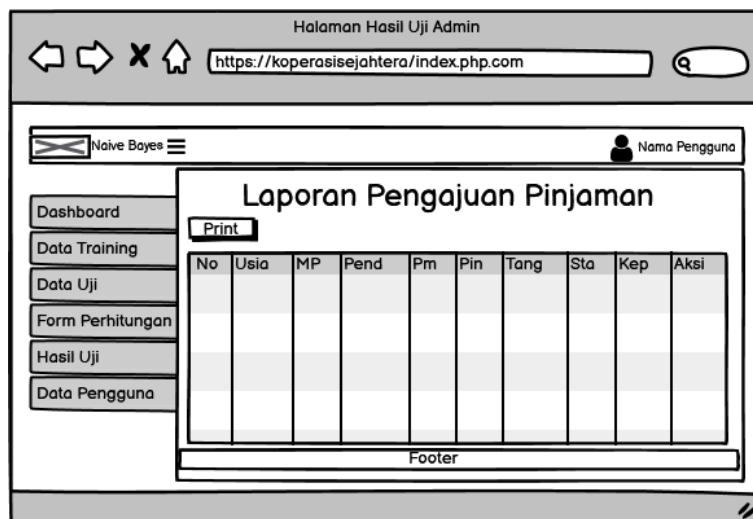 Halaman Hasil Uji Admin
https://koperasisejahtera/index.php.com
Naive Bayes
Nama Pengguna
Laporan Pengajuan Pinjaman
Print
Dashboard
Data Training
Data Uji
Form Perhitungan
Hasil Uji
Data Pengguna
No Usia MP Pend Pm Pin Tang Sta Kep Aksi
Footer